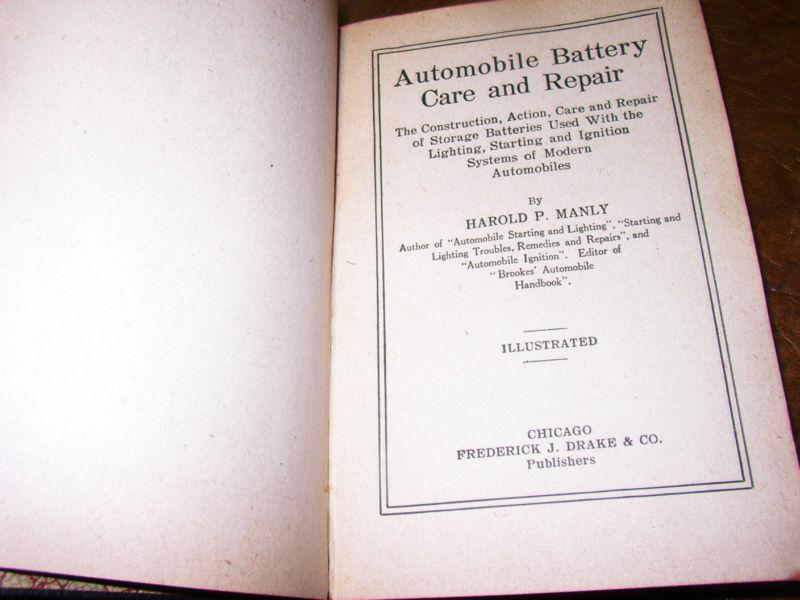 Automobile Battery
Care and Repair
The Construction, Action, Care and Repair
of Storage Batteries Used With the
Lighting, Starting and Ignition
Systems of Modern
Automobiles
By
HAROLD P. MANLY
Author of "Automobile Starting and Lighting", "Starting and
Lighting Troubles, Remedies and Repairs", and
"Automobile Ignition". Editor of
"Brookes' Automobile
Handbook".
ILLUSTRATED
CHICAGO
FREDERICK J. DRAKE & CO.
Publishers